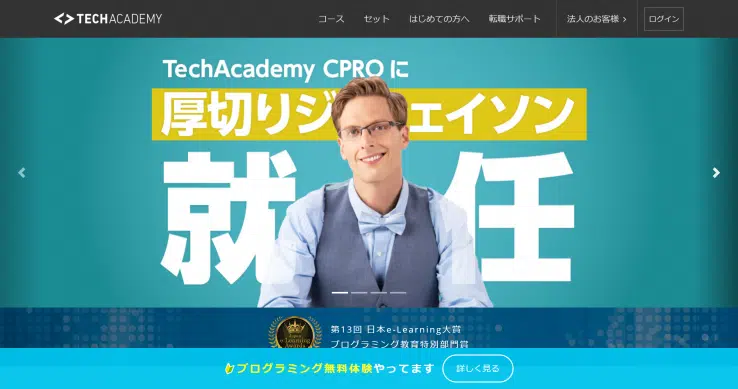 TECHACADEMY
コース セット はじめての方へ 転職サポート 法人のお客様 ログイン
TechAcademy CPROに
厚切りジェイソン
就任
第13回 日本e-Learning大賞
プログラミング教育特別部門賞
プログラミング無料体験やってます 詳しく見る